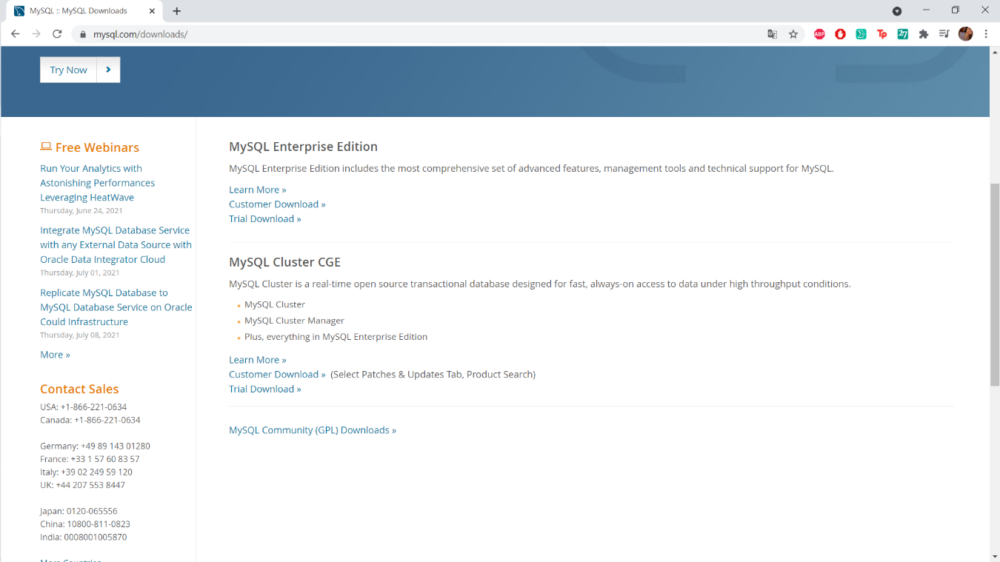 MySQL :: MySQL Downloads
mysql.com/downloads/
ABP
Tp
27
Try Now
Free Webinars
Run Your Analytics with
Astonishing Performances
Leveraging HeatWave
Thursday, June 24, 2021
Integrate MySQL Database Service
with any External Data Source with
Oracle Data Integrator Cloud
Thursday, July 01, 2021
Replicate MySQL Database to
MySQL Database Service on Oracle
Could Infrastructure
Thursday, July 08, 2021
More »
Contact Sales
USA: +1-866-221-0634
Canada: +1-866-221-0634
Germany: +49 89 143 01280
France: +33 1 57 60 83 57
Italy: +39 02 249 59 120
UK: +44 207 553 8447
Japan: 0120-065556
China: 10800-811-0823
India: 0008001005870
More Countries
MySQL Enterprise Edition
MySQL Enterprise Edition includes the most comprehensive set of advanced features, management tools and technical support for MySQL.
Learn More »
Customer Download »
Trial Download »
MySQL Cluster CGE
MySQL Cluster is a real-time open source transactional database designed for fast, always-on access to data under high throughput conditions.
MySQL Cluster
MySQL Cluster Manager
Plus, everything in MySQL Enterprise Edition
Learn More »
Customer Download » (Select Patches & Updates Tab, Product Search)
Trial Download »
MySQL Community (GPL) Downloads »